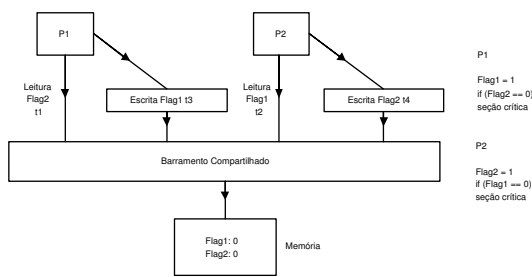 P1
P2
Leitura
Flag2
t1
Escrita Flag1 t3
Leitura
Flag1
t2
Escrita Flag2 t4
Barramento Compartilhado
Flag1: 0
Flag2: 0
Memória
P1
Flag1 = 1
if (Flag2 == 0)
seção crítica
P2
Flag2 = 1
if (Flag1 == 0)
seção crítica